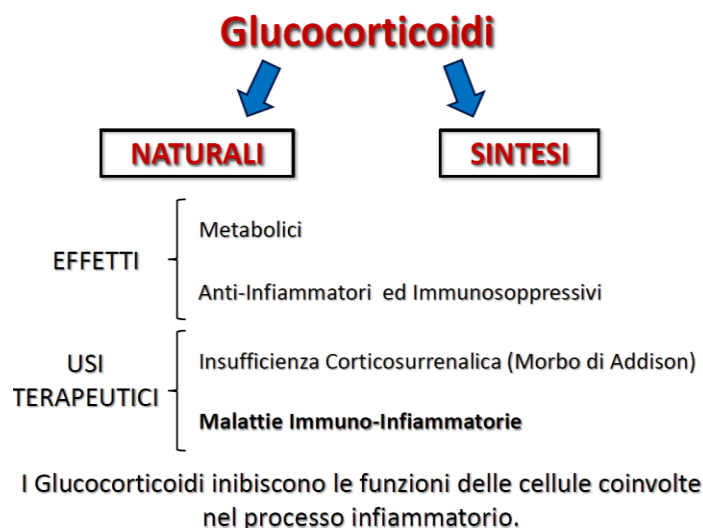 Glucocorticoidi
NATURALI
SINTESI
EFFETTI
Metabolici
Anti-Infiammatori ed Immunosoppressivi
USI
TERAPEUTICI
Insufficienza Corticosurrenalica (Morbo di Addison)
Malattie Immuno-Infiammatorie
I Glucocorticoidi inibiscono le funzioni delle cellule coinvolte
nel processo infiammatorio.